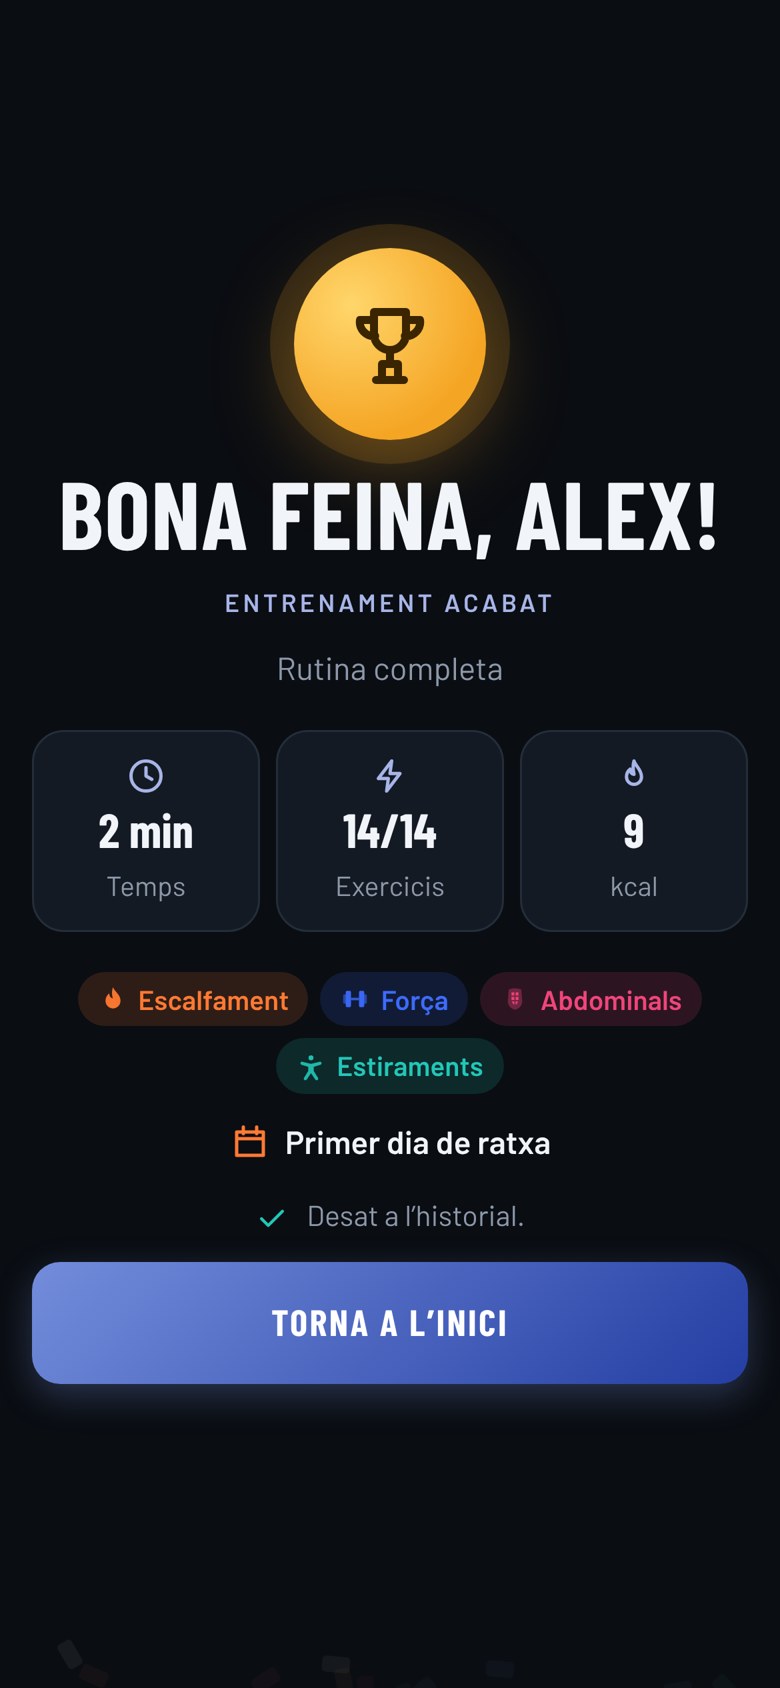 BONA FEINA, ALEX!
ENTRENAMENT ACABAT
Rutina completa
2 min
Temps
14/14
Exercicis
9
kcal
Escalfament
Força
Abdominals
Estiraments
Primer dia de ratxa
Desat a l’historial.
TORNA A L’INICI